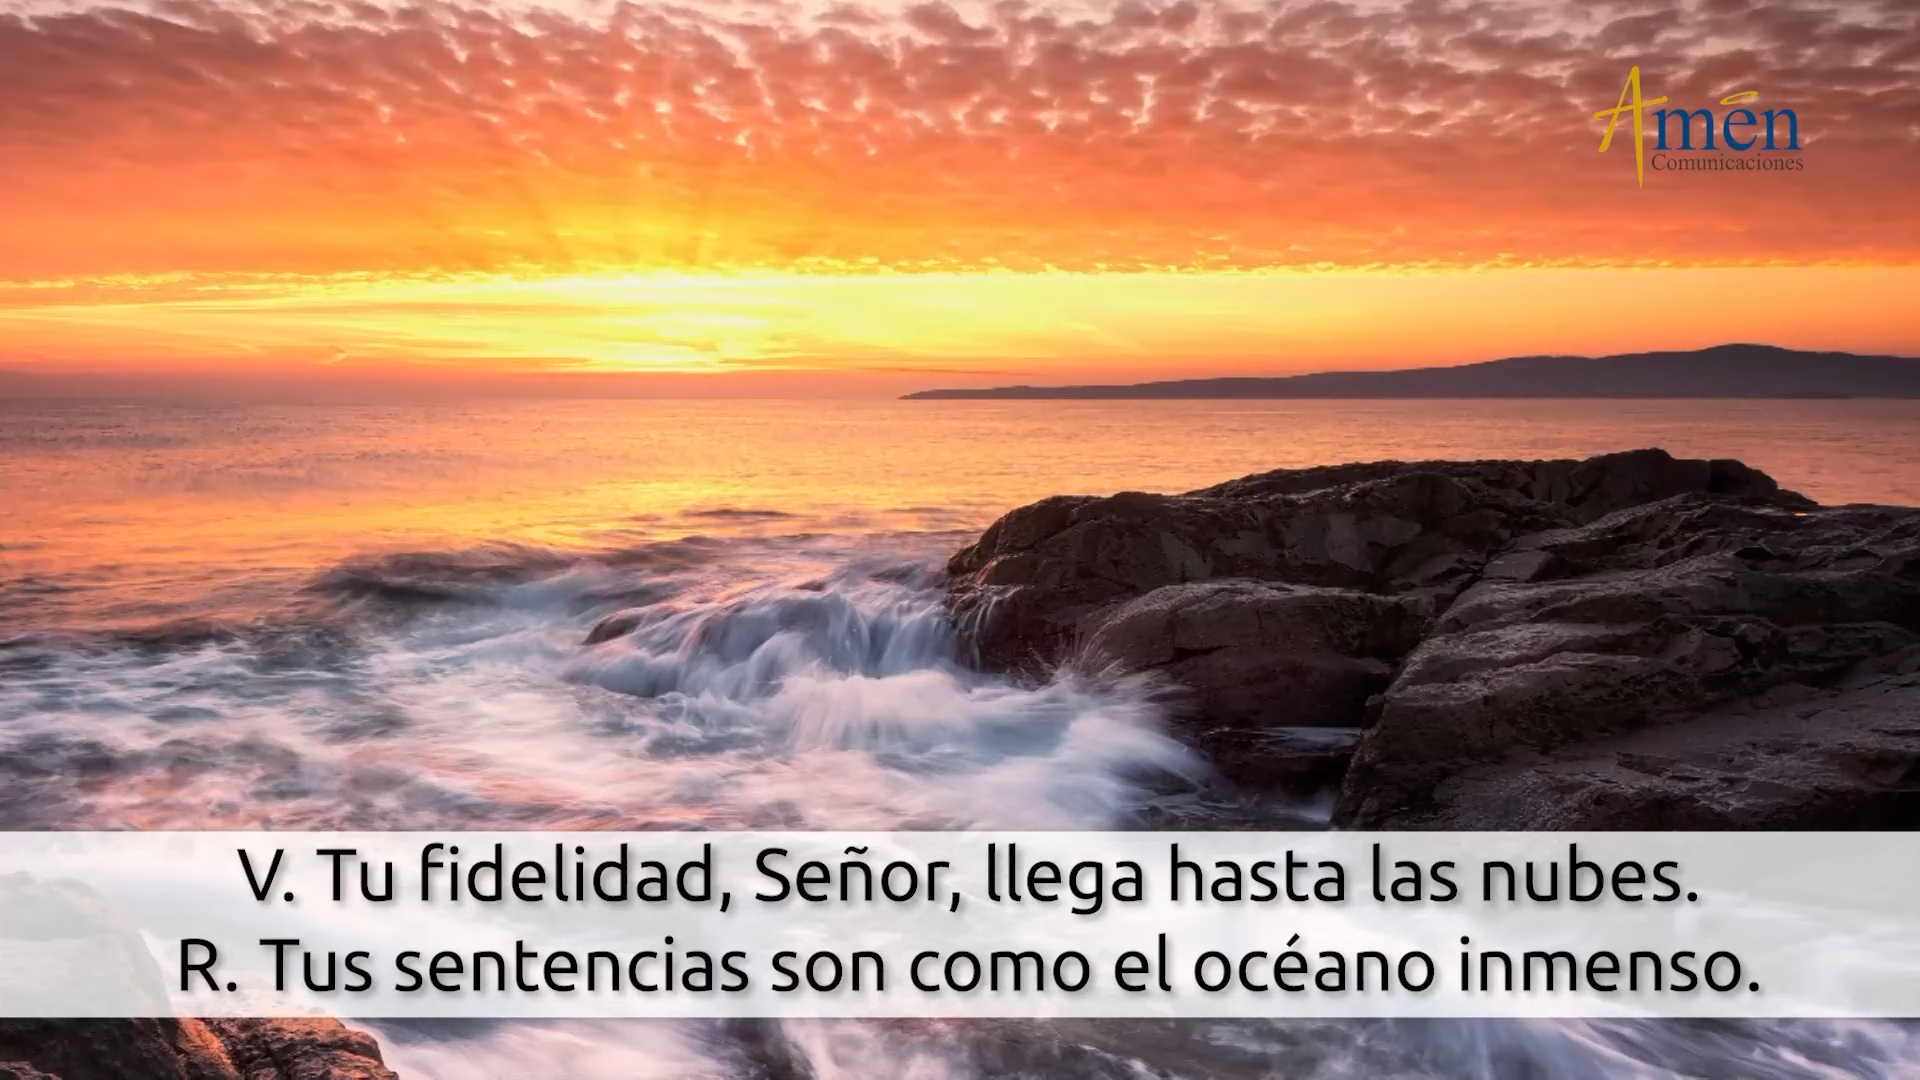 Amén
Comunicaciones
V. Tu fidelidad, Señor, llega hasta las nubes.
R. Tus sentencias son como el océano inmenso.